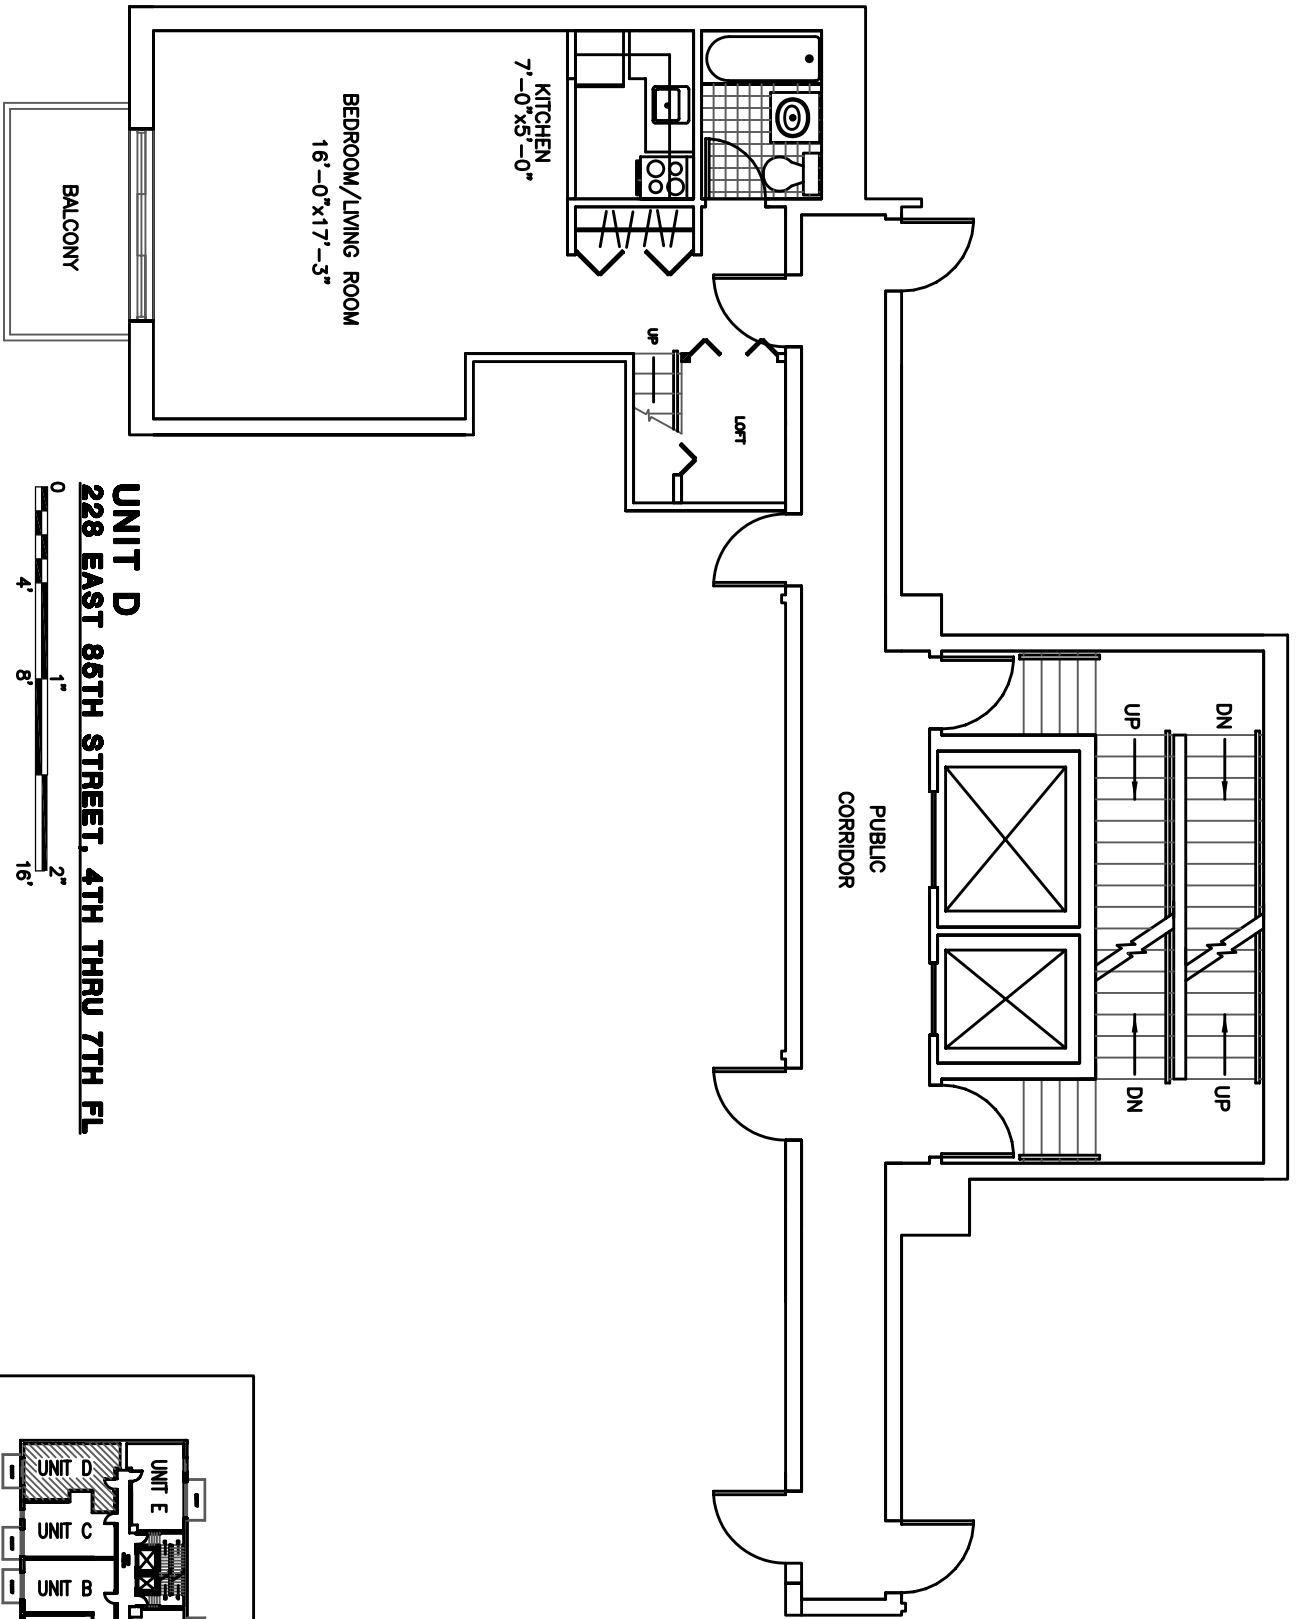 KITCHEN
7'-0"x5'-0"
BEDROOM/LIVING ROOM
16'-0"x17'-3"
BALCONY
UP
LOFT
PUBLIC
CORRIDOR
DN
UP
UP
DN
UNIT D
228 EAST 85TH STREET, 4TH THRU 7TH FL
0 1" 2"
4' 8' 16'
UNIT E
UNIT D
UNIT C
UNIT B